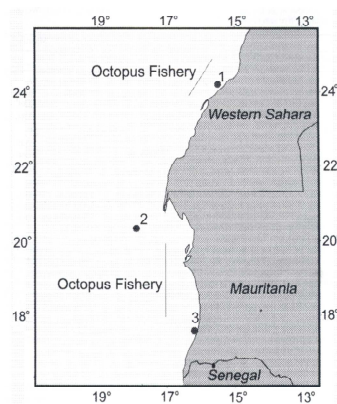 19° 17° 15° 13°
Octopus Fishery
1
24° 24°
Western Sahara
22° 22°
2
20° 20
Octopus Fishery
Mauritania
18° 3 18°
Senegal
19° 17° 15° 13°